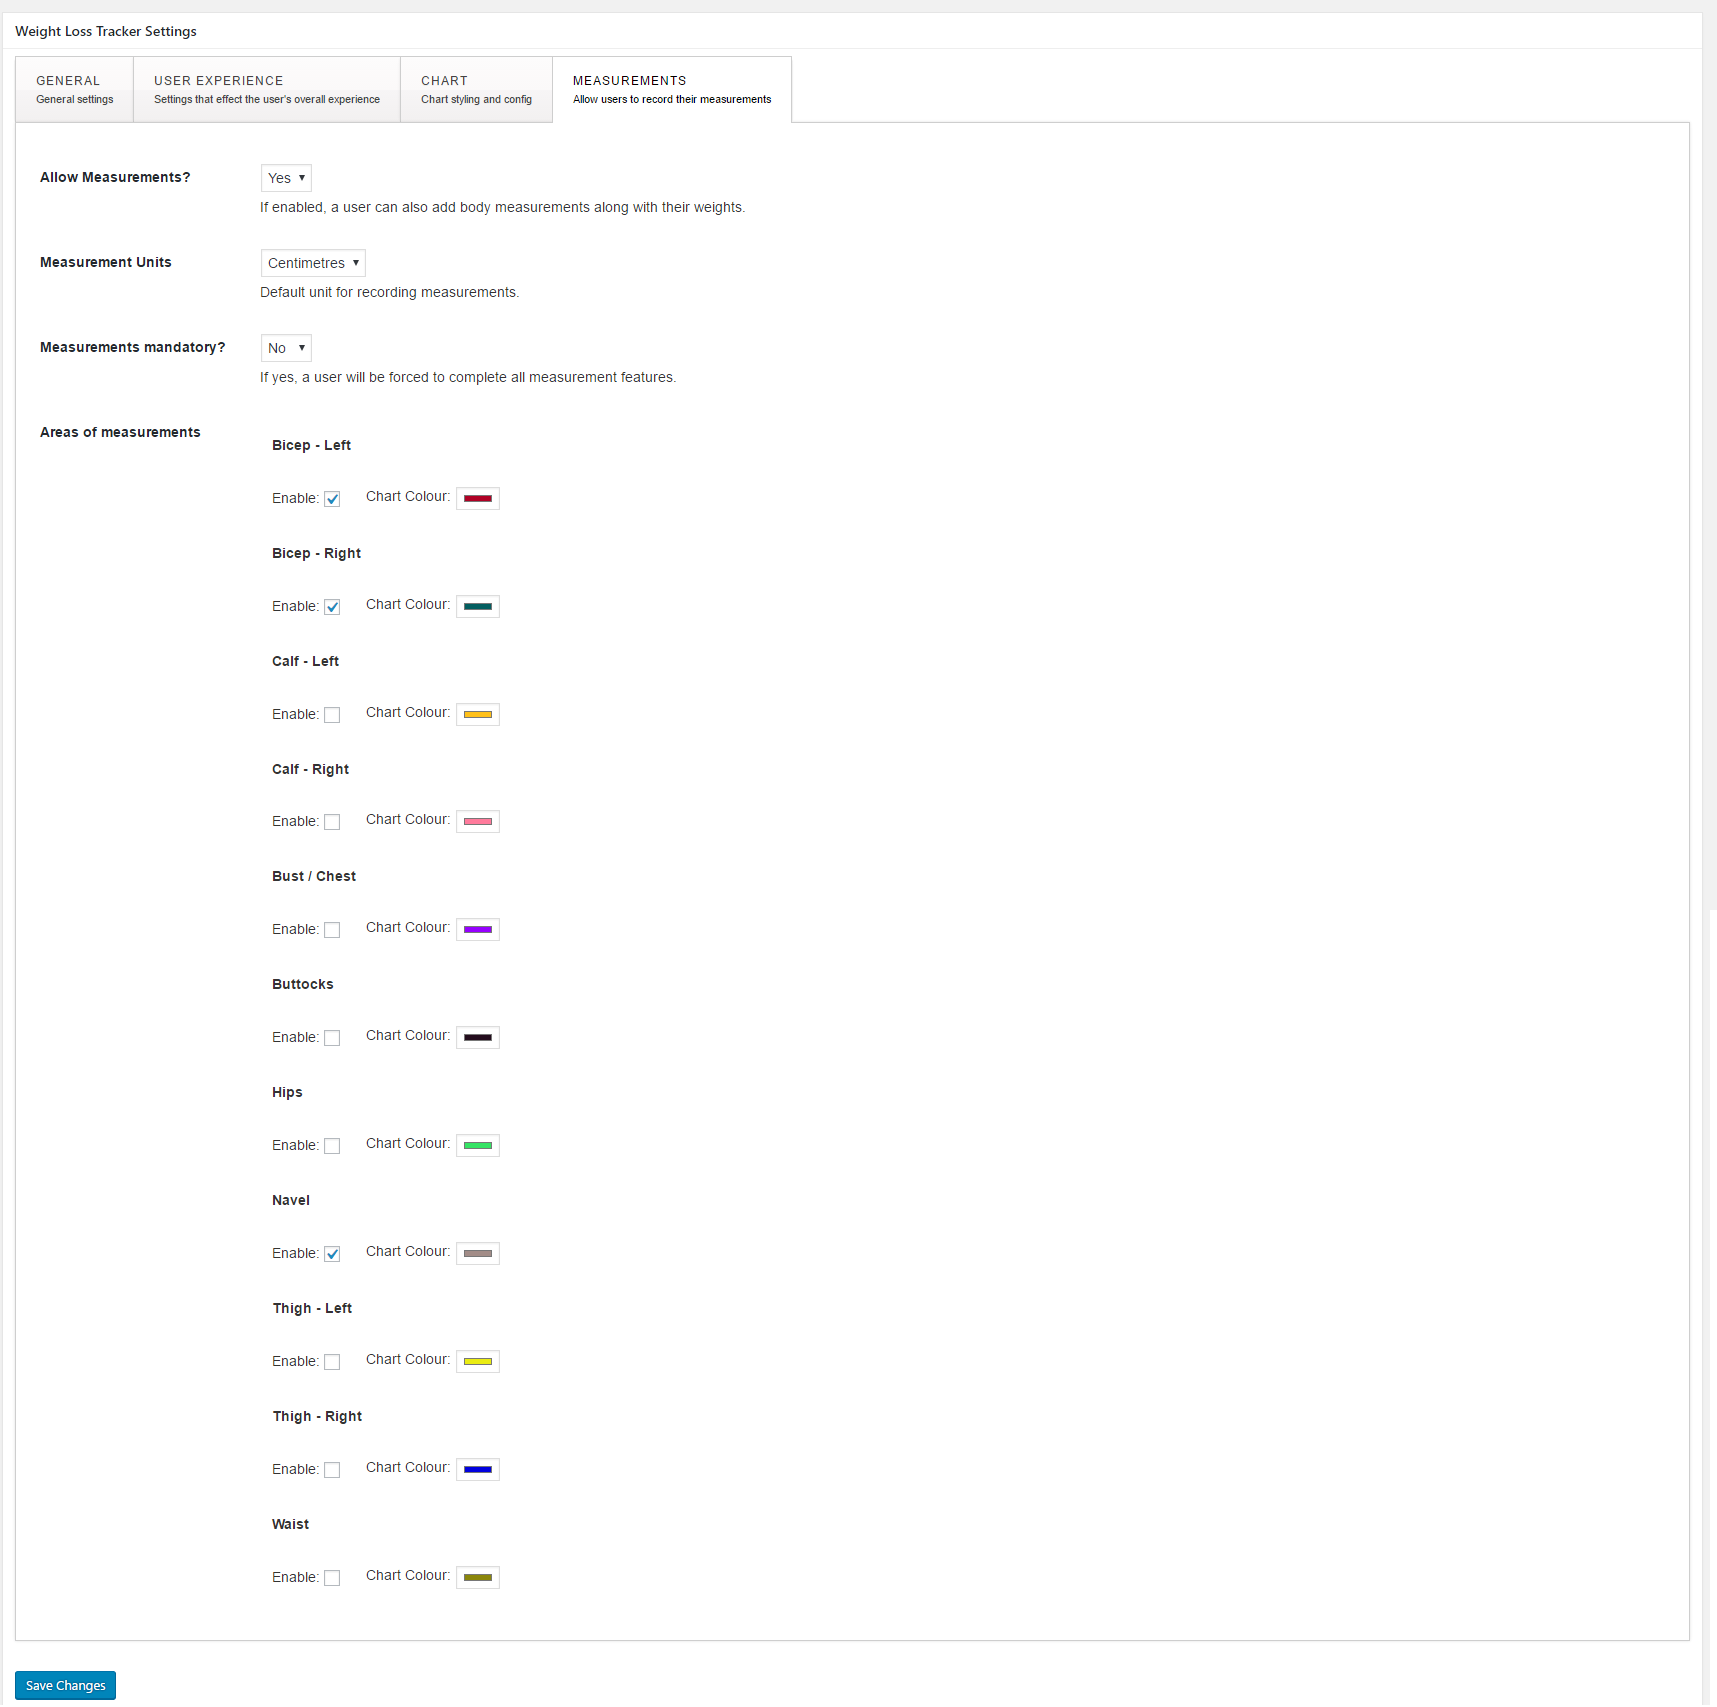 Weight Loss Tracker Settings
GENERAL
General settings
USER EXPERIENCE
Settings that effect the user's overall experience
CHART
Chart styling and config
MEASUREMENTS
Allow users to record their measurements
Allow Measurements?
Yes
If enabled, a user can also add body measurements along with their weights.
Measurement Units
Centimetres
Default unit for recording measurements.
Measurements mandatory?
No
If yes, a user will be forced to complete all measurement features.
Areas of measurements
Bicep - Left
Enable: Chart Colour:
Bicep - Right
Enable: Chart Colour:
Calf - Left
Enable: Chart Colour:
Calf - Right
Enable: Chart Colour:
Bust / Chest
Enable: Chart Colour:
Buttocks
Enable: Chart Colour:
Hips
Enable: Chart Colour:
Navel
Enable: Chart Colour:
Thigh - Left
Enable: Chart Colour:
Thigh - Right
Enable: Chart Colour:
Waist
Enable: Chart Colour:
Save Changes